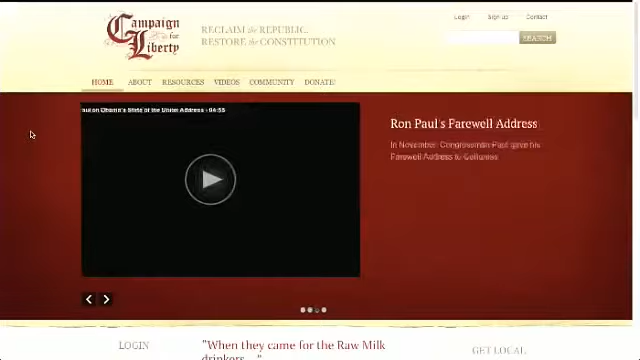 Login Sign up Contact
Campaign for Liberty
RECLAIM the REPUBLIC.
RESTORE the CONSTITUTION
SEARCH
HOME ABOUT RESOURCES VIDEOS COMMUNITY DONATE
Paul on Obama's State of the Union Address - 04:55
Ron Paul's Farewell Address
In November, Congressman Paul gave his
Farewell Address to Congress
LOGIN
"When they came for the Raw Milk
drinkers..."
GET LOCAL